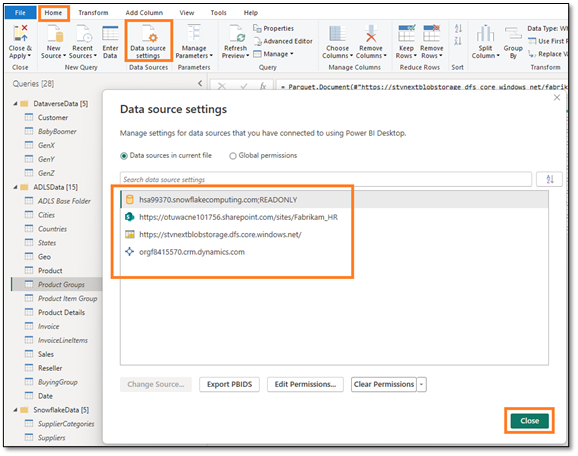 File Home Transform Add Column View Tools Help
Close & Apply
New Source
Recent Sources
Enter Data
Data source settings
Manage Parameters
Refresh Preview
Properties
Advanced Editor
Manage
Choose Columns
Remove Columns
Keep Rows
Remove Rows
Split Column
Group By
Data Type:
Use First R
Replace Va
Close New Query Data Sources Parameters Query Manage Columns Reduce Rows Transform
Queries [28]
= Parquet.Document(#"https://stvnextblobstorage dfs core windows net/fabrik
DataverseData [5]
Customer
BabyBoomer
GenX
GenY
GenZ
ADLSData [15]
ADLS Base Folder
Cities
Countries
States
Geo
Product
Product Groups
Product Item Group
Product Details
Invoice
InvoiceLineItems
Sales
Reseller
BuyingGroup
Date
SnowflakeData [5]
SupplierCategories
Suppliers
Data source settings
Manage settings for data sources that you have connected to using Power BI Desktop.
Data sources in current file Global permissions
Search data source settings
hsa99370.snowflakecomputing.com;READONLY
https://otuwacne101756.sharepoint.com/sites/Fabrikam_HR
https://stvnextblobstorage.dfs.core.windows.net/
orgf8415570.crm.dynamics.com
Change Source... Export PBIDS Edit Permissions... Clear Permissions
Close